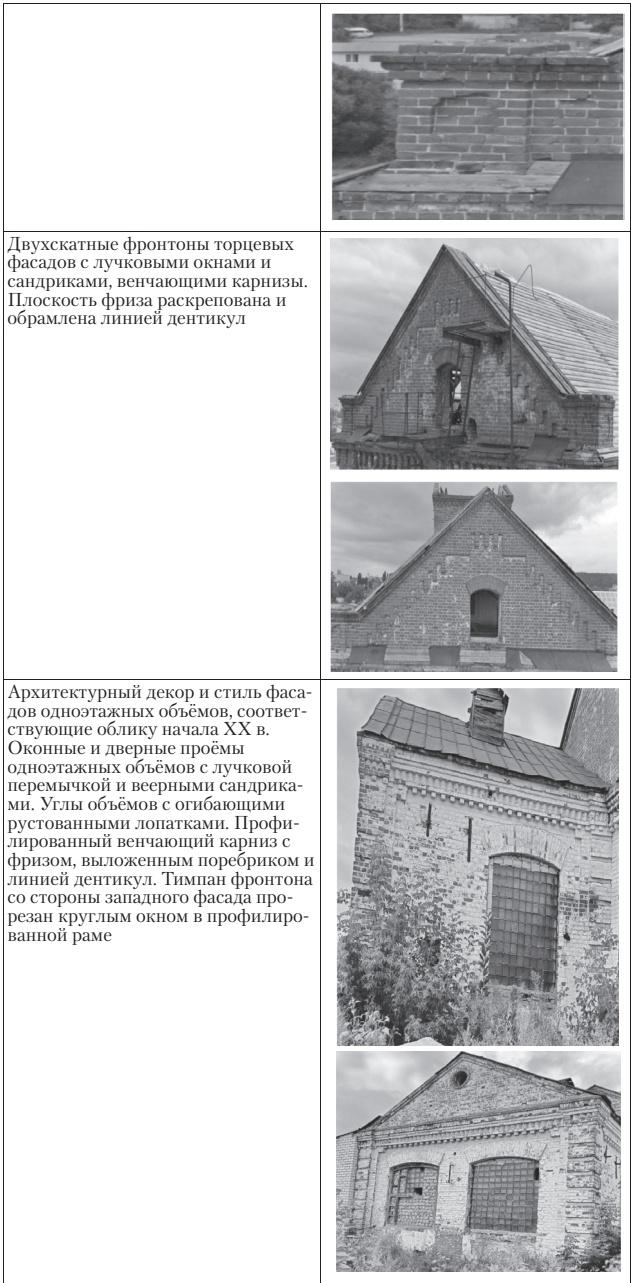 Двухскатные фронтоны торцевых
фасадов с лучковыми окнами и
сандриками, венчающими карнизы.
Плоскость фриза раскрепована и
обрамлена линией дентикул
Архитектурный декор и стиль фаса-
дов одноэтажных объёмов, соответ-
ствующие облику начала XX в.
Оконные и дверные проёмы
одноэтажных объёмов с лучковой
перемычкой и веерными сандрика-
ми. Углы объёмов с огибающими
рустованными лопатками. Профи-
лированный венчающий карниз с
фризом, выложенным поребриком и
линией дентикул. Тимпан фронтона
со стороны западного фасада про-
резан круглым окном в профилиро-
ванной раме